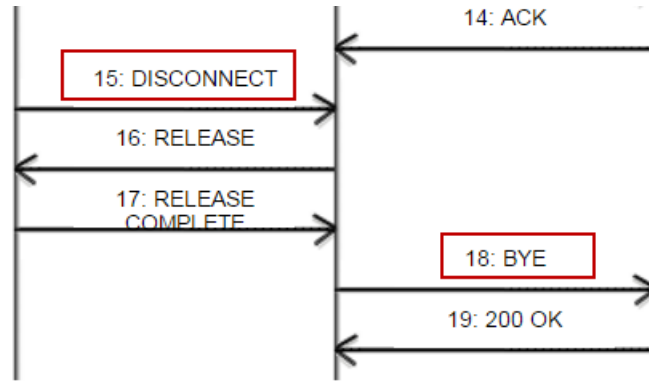 14: ACK
15: DISCONNECT
16: RELEASE
17: RELEASE
COMPLETE
18: BYE
19: 200 OK